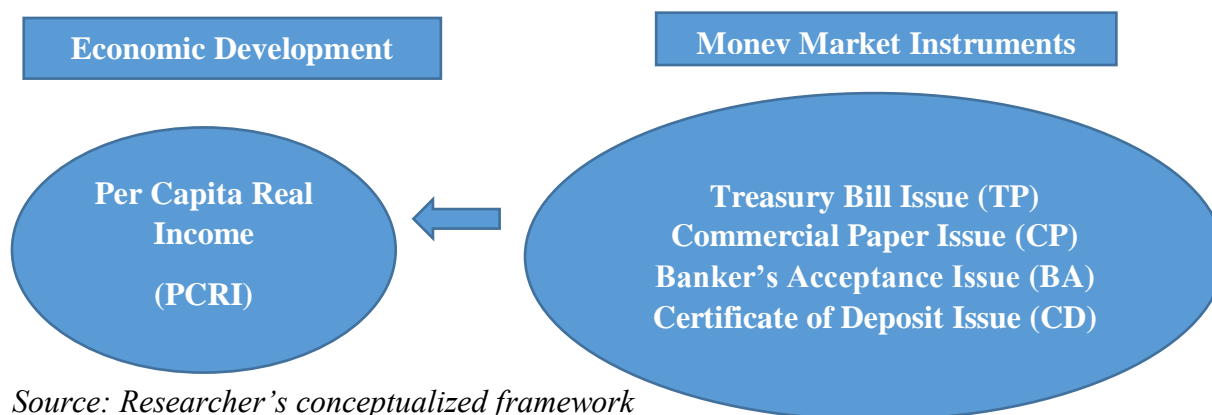 Economic Development
Monev Market Instruments
Per Capita Real
Income
(PCRI)
Treasury Bill Issue (TP)
Commercial Paper Issue (CP)
Banker’s Acceptance Issue (BA)
Certificate of Deposit Issue (CD)
Source: Researcher’s conceptualized framework